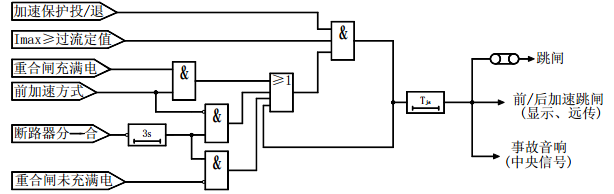 加速保护投/退
Imax≥过流定值
重合闸充满电
前加速方式
断路器分—合
重合闸未充满电
3s
&
&
&
≥1
&
Tjs
跳闸
前/后加速跳闸
(显示、远传)
事故音响
(中央信号)